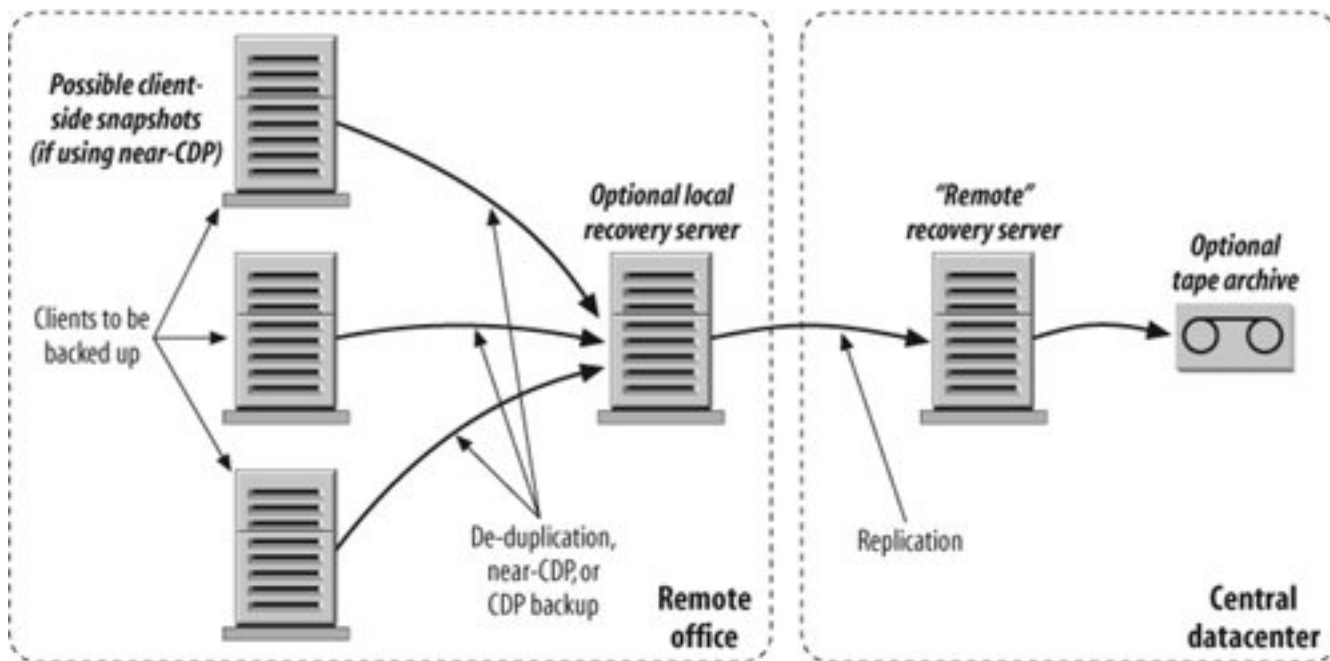 Possible client-
side snapshots
(if using near-CDP)
Clients to be
backed up
Optional local
recovery server
De-duplication,
near-CDP, or
CDP backup
Remote
office
"Remote"
recovery server
Optional
tape archive
Replication
Central
datacenter